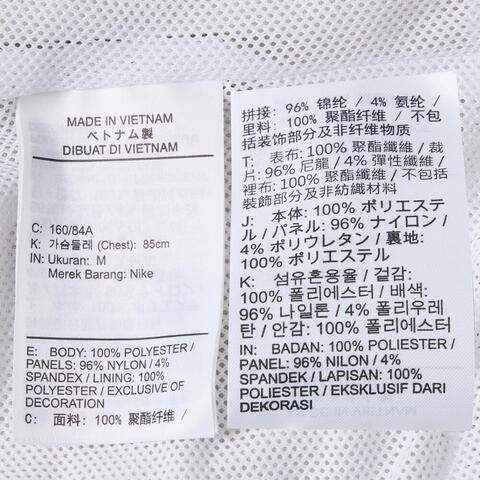 MADE IN VIETNAM
ベトナム製
DIBUAT DI VIETNAM
C: 160/84A
K: 가슴둘레 (Chest): 85cm
IN: Ukuran: M
Merek Barang: Nike
E: BODY: 100% POLYESTER /
PANELS: 96% NYLON / 4%
SPANDEX / LINING: 100%
POLYESTER / EXCLUSIVE OF
DECORATION
C: 面料: 100% 聚酯纤维 /
拼接: 96% 锦纶 / 4% 氨纶 /
里料: 100% 聚酯纤维 / 不包
括装饰部分及非纤维物质
T: 表布: 100% 聚酯纖維 / 裁
片: 96% 尼龍 / 4% 彈性纖維 /
裡布: 100% 聚酯纖維 / 不包括
裝飾部分及非紡織材料
J: 本体: 100% ポリエステ
ル / パネル: 96% ナイロン /
4% ポリウレタン / 裏地:
100% ポリエステル
K: 섬유혼용율 / 겉감:
100% 폴리에스터 / 배색:
96% 나일론 / 4% 폴리우레
탄 / 안감: 100% 폴리에스터
IN: BADAN: 100% POLIESTER /
PANEL: 96% NILON / 4%
SPANDEK / LAPISAN: 100%
POLIESTER / EKSKLUSIF DARI
DEKORASI